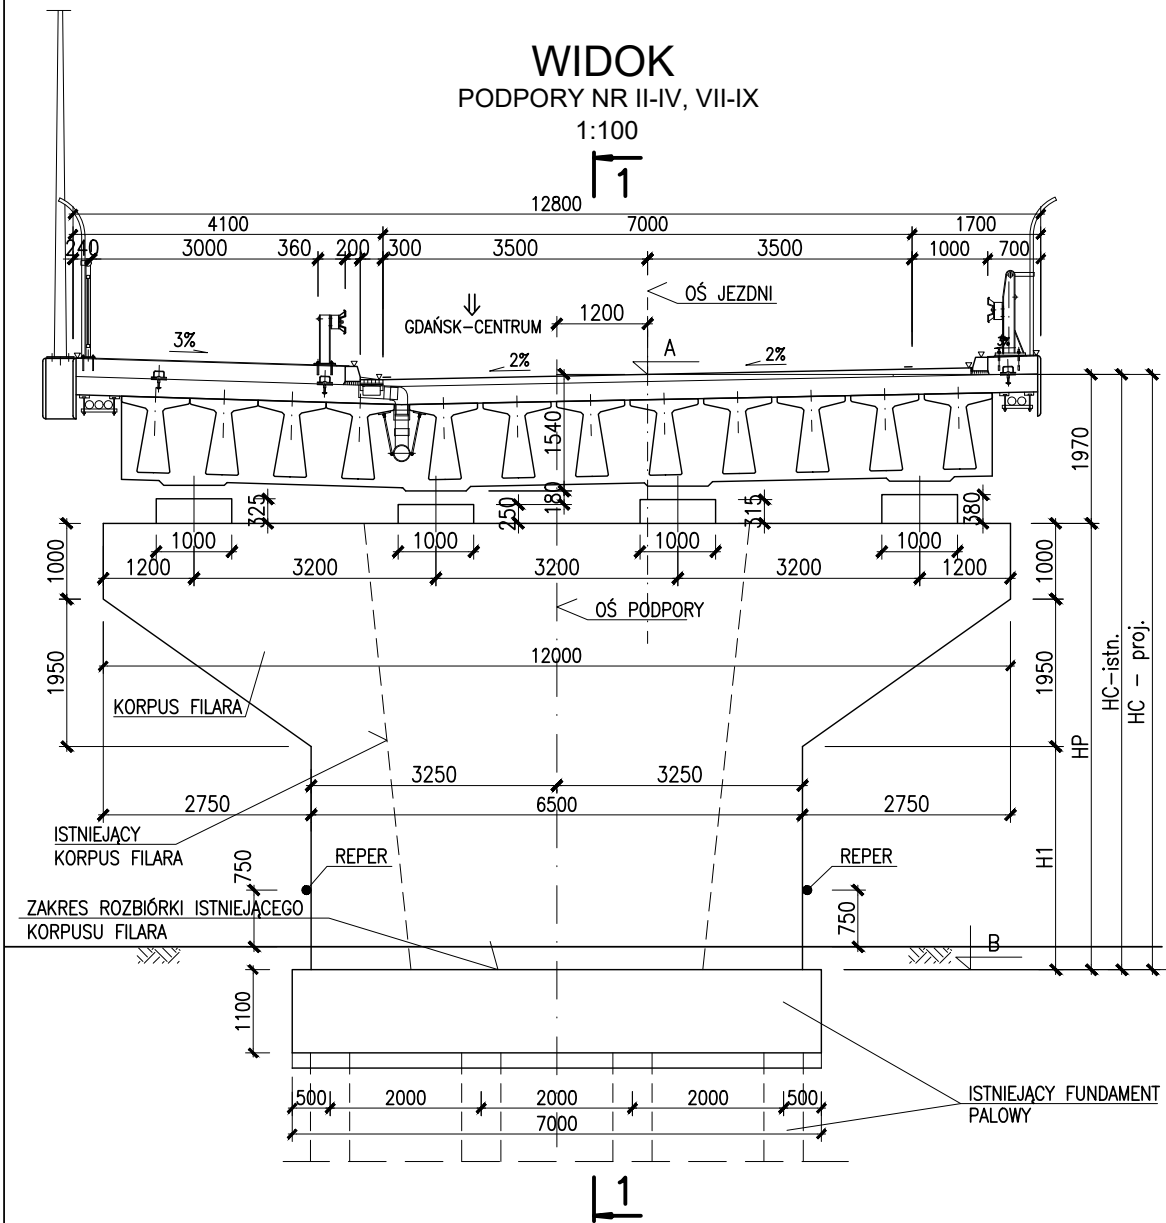 WIDOK
PODPORY NR II-IV, VII-IX
1:100
1
12800
4100 7000 1700
240 3000 360 200 300 3500 3500 1000 700
OŚ JEZDNI
1200
GDAŃSK-CENTRUM
3% 2% A 2%
1540
1970
325 250 180 315 380
1000 1000 1000 1000
1000 1000
1200 3200 3200 3200 1200
OŚ PODPORY
12000
1950 1950
HP
HC-istn.
HC - proj.
KORPUS FILARA
3250 3250
2750 6500 2750
ISTNIEJĄCY
KORPUS FILARA
REPER REPER
H1
750 750
ZAKRES ROZBIÓRKI ISTNIEJĄCEGO
KORPUSU FILARA
B
1100
500 2000 2000 2000 500
7000
ISTNIEJĄCY FUNDAMENT
PALOWY
1